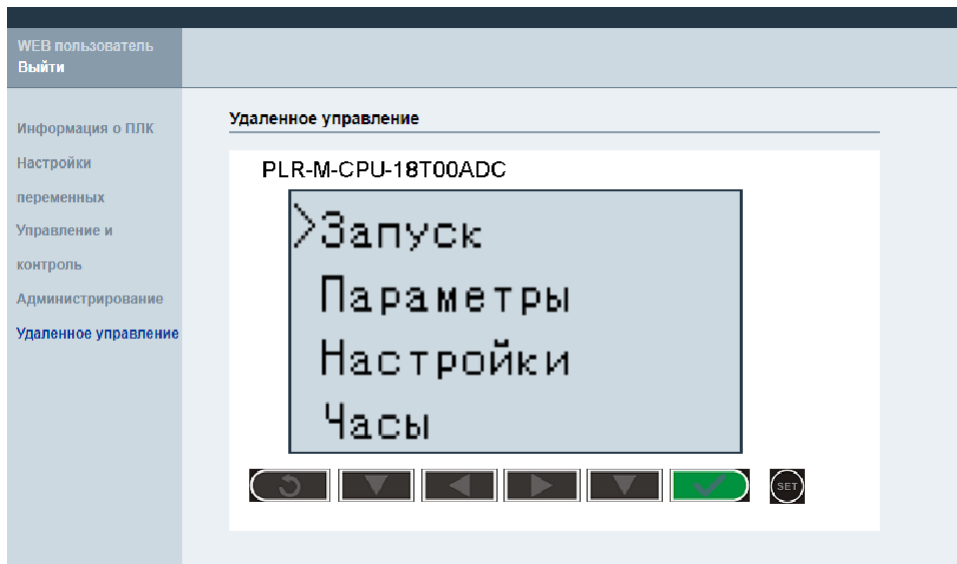 WEB пользователь
Выйти
Информация о ПЛК
Настройки
переменных
Управление и
контроль
Администрирование
Удаленное управление
Удаленное управление
PLR-M-CPU-18T00ADC
>Запуск
Параметры
Настройки
Часы
SET